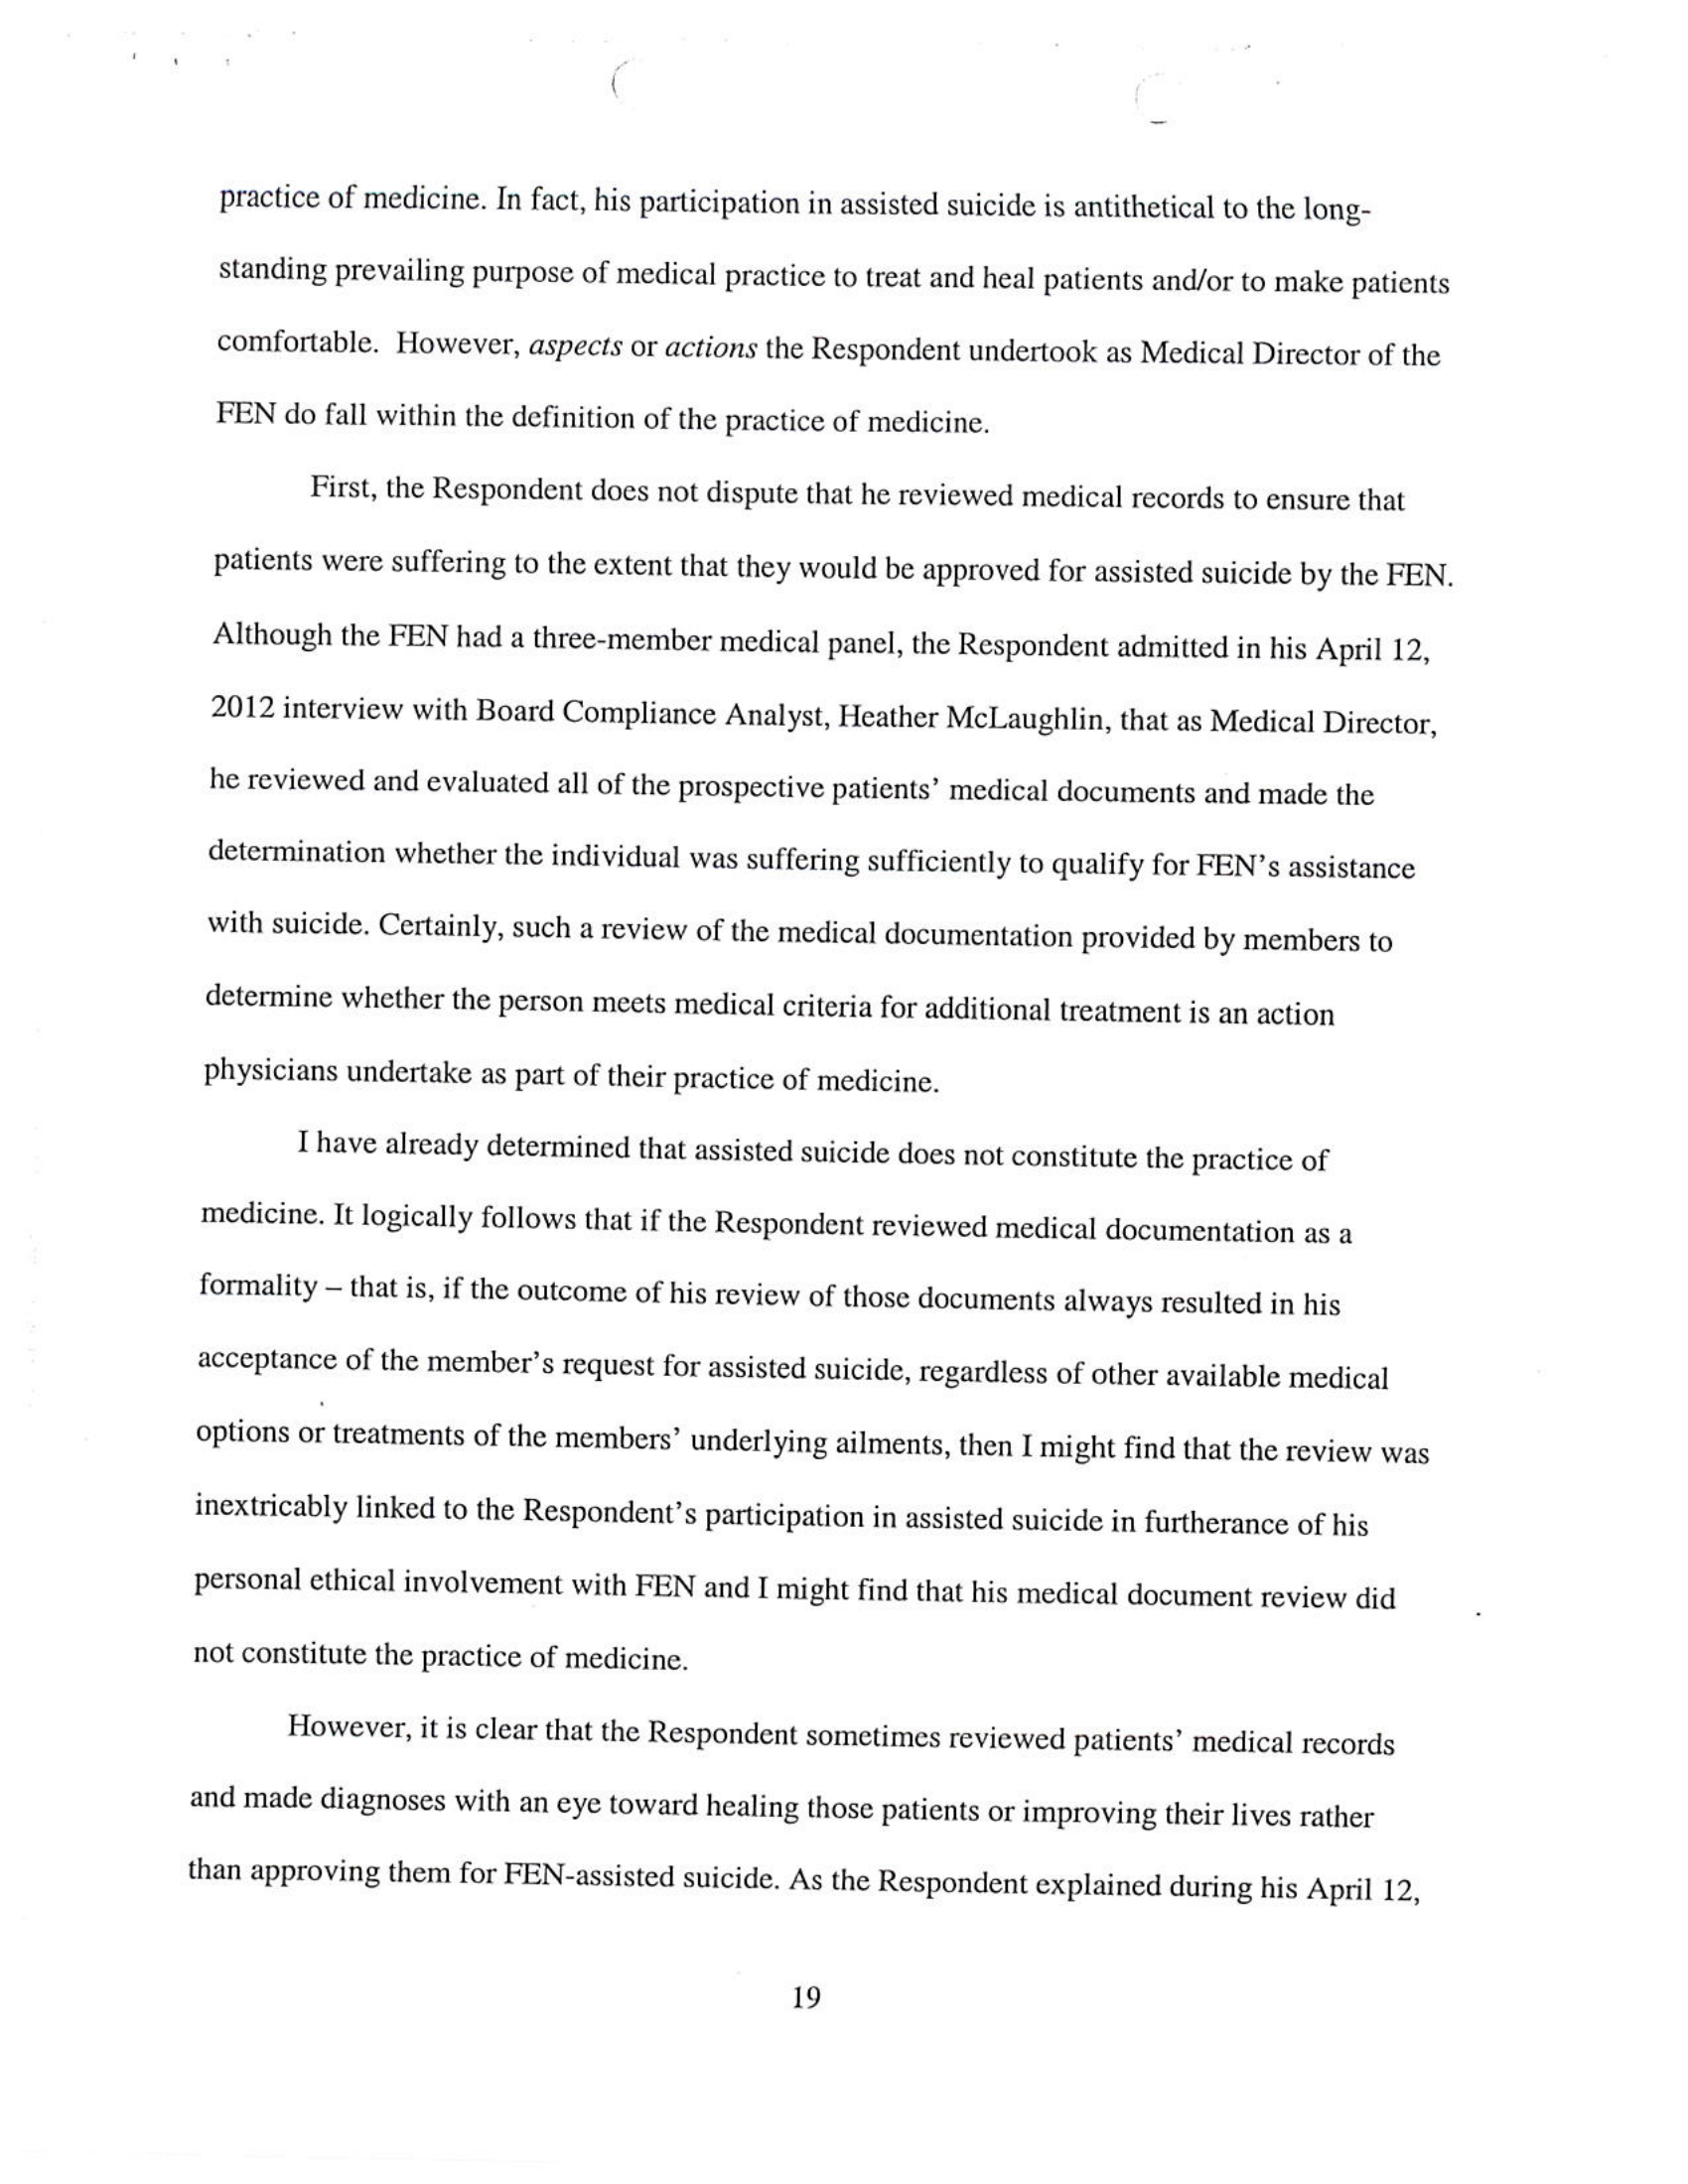 practice of medicine. In fact, his participation in assisted suicide is antithetical to the long-
standing prevailing purpose of medical practice to treat and heal patients and/or to make patients
comfortable. However, aspects or actions the Respondent undertook as Medical Director of the
FEN do fall within the definition of the practice of medicine.
First, the Respondent does not dispute that he reviewed medical records to ensure that
patients were suffering to the extent that they would be approved for assisted suicide by the FEN.
Although the FEN had a three-member medical panel, the Respondent admitted in his April 12,
2012 interview with Board Compliance Analyst, Heather McLaughlin, that as Medical Director,
he reviewed and evaluated all of the prospective patients’ medical documents and made the
determination whether the individual was suffering sufficiently to qualify for FEN’s assistance
with suicide. Certainly, such a review of the medical documentation provided by members to
determine whether the person meets medical criteria for additional treatment is an action
physicians undertake as part of their practice of medicine.
I have already determined that assisted suicide does not constitute the practice of
medicine. It logically follows that if the Respondent reviewed medical documentation as a
formality – that is, if the outcome of his review of those documents always resulted in his
acceptance of the member’s request for assisted suicide, regardless of other available medical
options or treatments of the members’ underlying ailments, then I might find that the review was
inextricably linked to the Respondent’s participation in assisted suicide in furtherance of his
personal ethical involvement with FEN and I might find that his medical document review did
not constitute the practice of medicine.
However, it is clear that the Respondent sometimes reviewed patients’ medical records
and made diagnoses with an eye toward healing those patients or improving their lives rather
than approving them for FEN-assisted suicide. As the Respondent explained during his April 12,
19